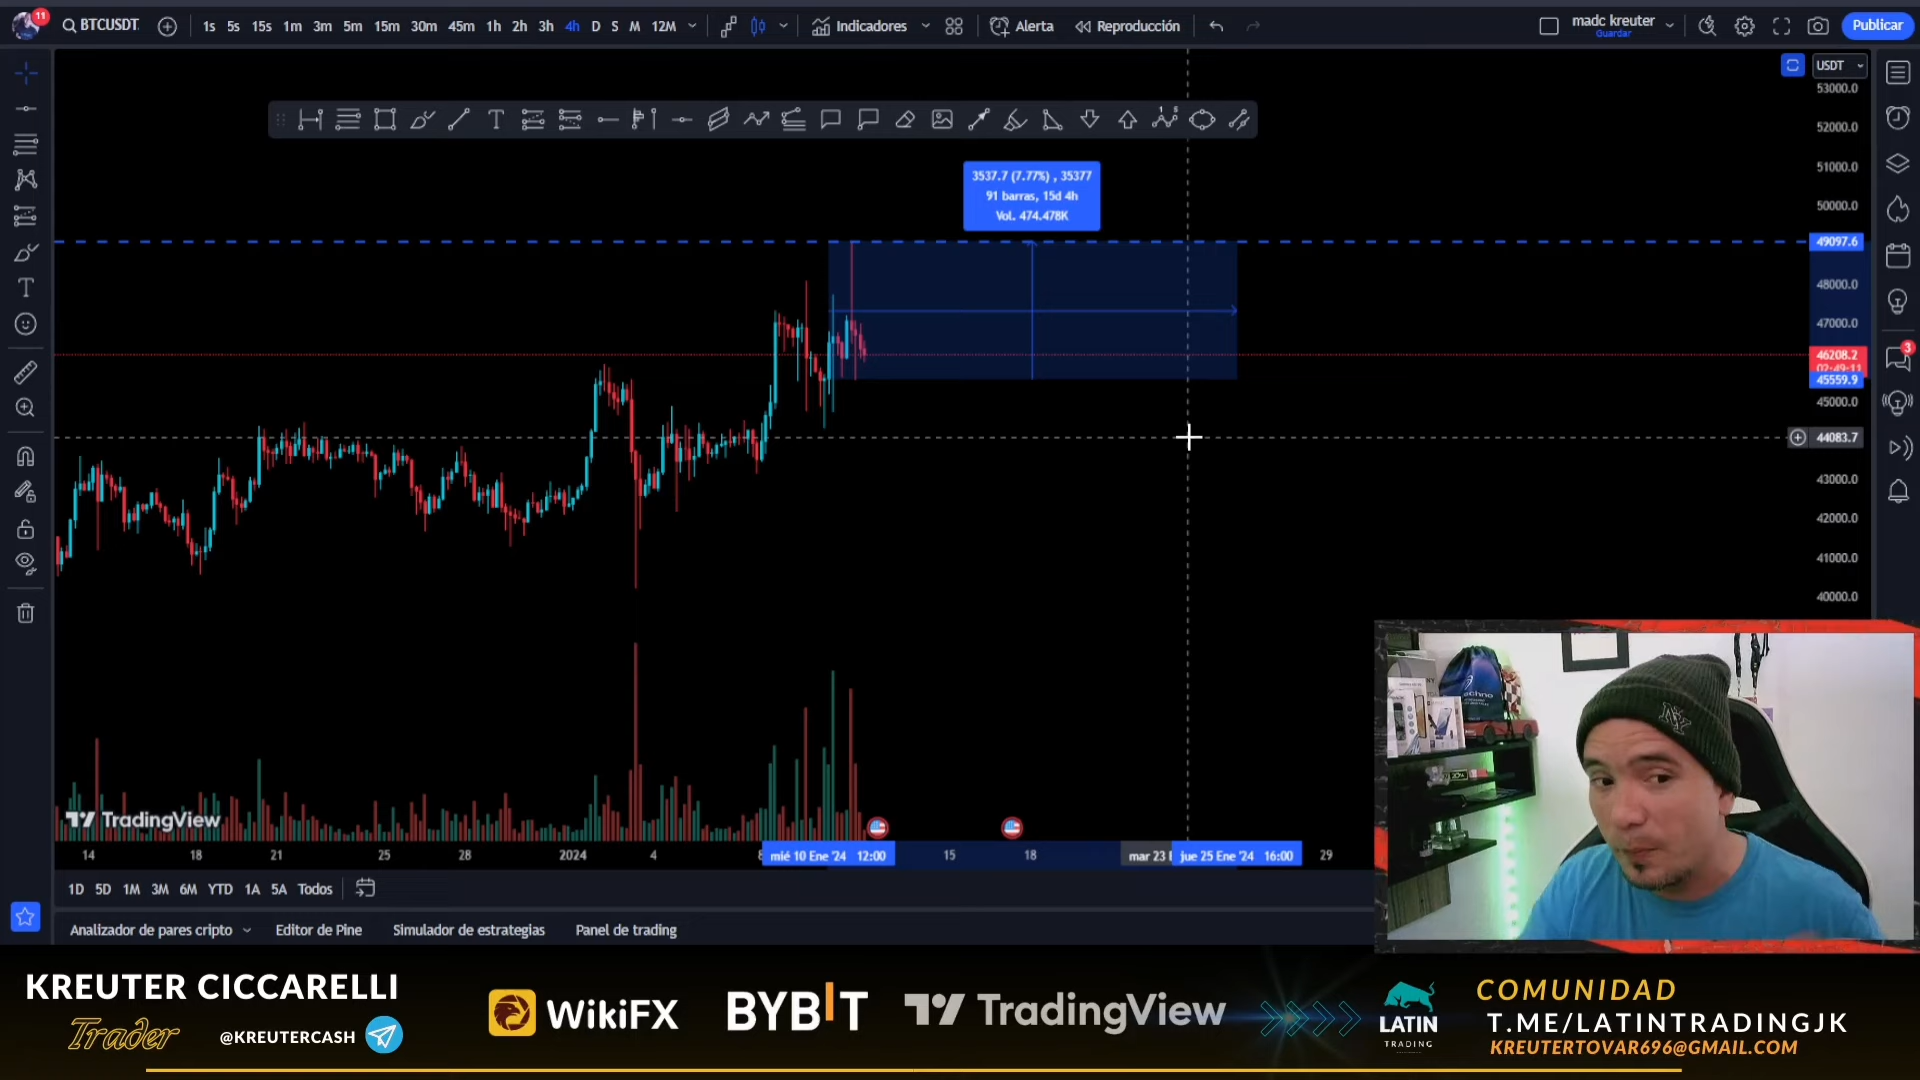 11
BTCUSDT
1s 5s 15s 1m 3m 5m 15m 30m 45m 1h 2h 3h 4h D S M 12M
Indicadores
Alerta
Reproducción
madc kreuter
Guardar
Publicar
USDT
53000.0
52000.0
51000.0
50000.0
49097.6
48000.0
47000.0
46208.2
02:49:11
45559.9
45000.0
44083.7
43000.0
42000.0
41000.0
40000.0
3
3537.7 (7.77%) , 35377
91 barras, 15d 4h
Vol. 474.478K
TradingView
14 18 21 25 28 2024 4 8 mié 10 Ene '24 12:00 15 18 mar 23 jue 25 Ene '24 16:00 29
1D 5D 1M 3M 6M YTD 1A 5A Todos
Analizador de pares cripto Editor de Pine Simulador de estrategias Panel de trading
KREUTER CICCARELLI
Trader
@KREUTERCASH
WikiFX
BYBIT
TradingView
LATIN
TRADING
COMUNIDAD
T.ME/LATINTRADINGJK
KREUTERTOVAR696@GMAIL.COM